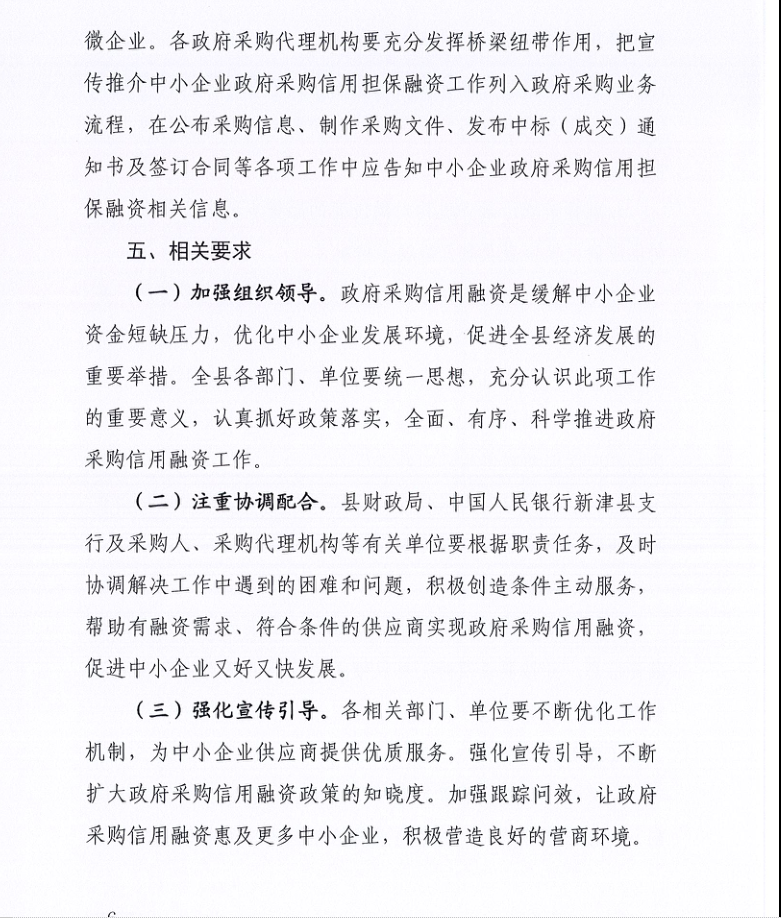 微企业。各政府采购代理机构要充分发挥桥梁纽带作用，把宣
传推介中小企业政府采购信用担保融资工作列入政府采购业务
流程，在公布采购信息、制作采购文件、发布中标（成交）通
知书及签订合同等各项工作中应告知中小企业政府采购信用担
保融资相关信息。
五、相关要求
（一）加强组织领导。政府采购信用融资是缓解中小企业
资金短缺压力，优化中小企业发展环境，促进全县经济发展的
重要举措。全县各部门、单位要统一思想，充分认识此项工作
的重要意义，认真抓好政策落实，全面、有序、科学推进政府
采购信用融资工作。
（二）注重协调配合。县财政局、中国人民银行新津县支
行及采购人、采购代理机构等有关单位要根据职责任务，及时
协调解决工作中遇到的困难和问题，积极创造条件主动服务，
帮助有融资需求、符合条件的供应商实现政府采购信用融资，
促进中小企业又好又快发展。
（三）强化宣传引导。各相关部门、单位要不断优化工作
机制，为中小企业供应商提供优质服务。强化宣传引导，不断
扩大政府采购信用融资政策的知晓度。加强跟踪问效，让政府
采购信用融资惠及更多中小企业，积极营造良好的营商环境。